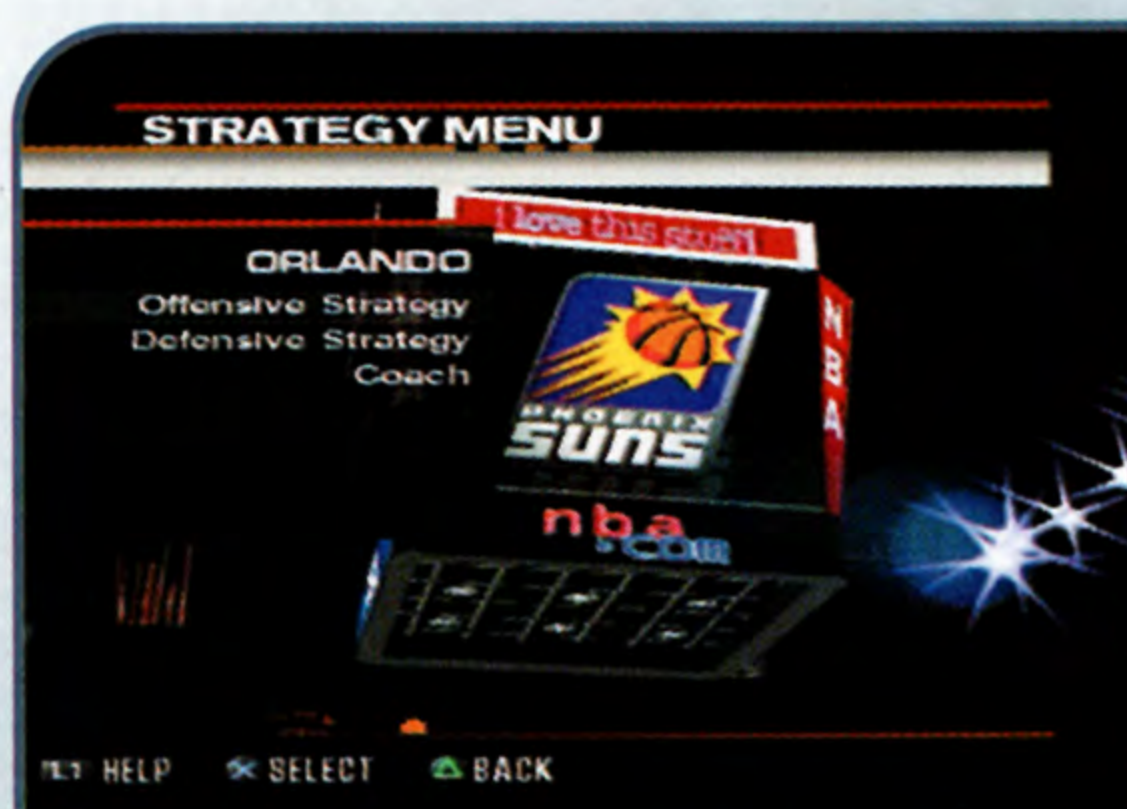 STRATEGY MENU
i love this stuff!
ORLANDO
Offensive Strategy
Defensive Strategy
Coach
NBA
PHOENIX
SUNS
nba
.com
HELP SELECT BACK